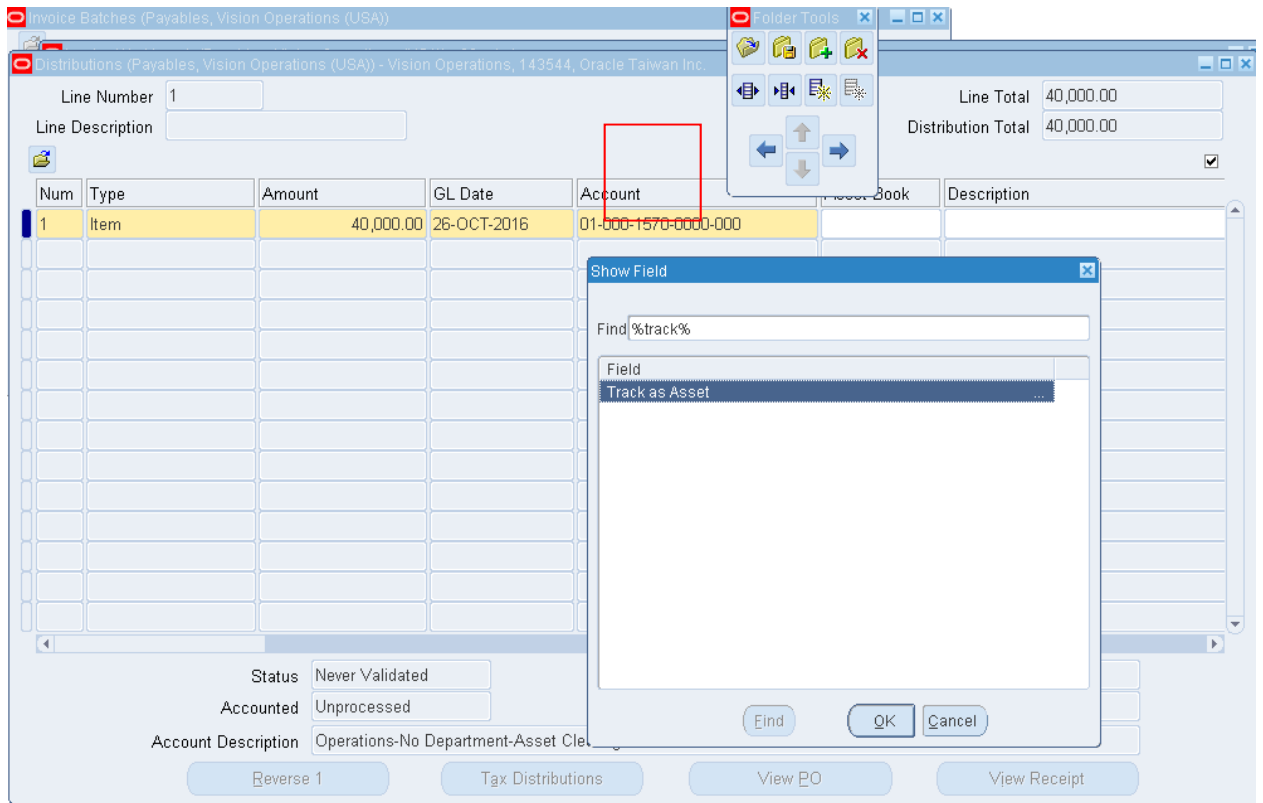 Invoice Batches (Payables, Vision Operations (USA))
Folder Tools
Distributions (Payables, Vision Operations (USA)) - Vision Operations, 143544, Oracle Taiwan Inc.
Line Number 1
Line Total 40,000.00
Line Description
Distribution Total 40,000.00
Num Type Amount GL Date Account Book Description
1 Item 40,000.00 26-OCT-2016 01-000-1570-0000-000
Show Field
Find %track%
Field
Track as Asset ...
Find OK Cancel
Status Never Validated
Accounted Unprocessed
Account Description Operations-No Department-Asset
Reverse 1 Tax Distributions View PO View Receipt